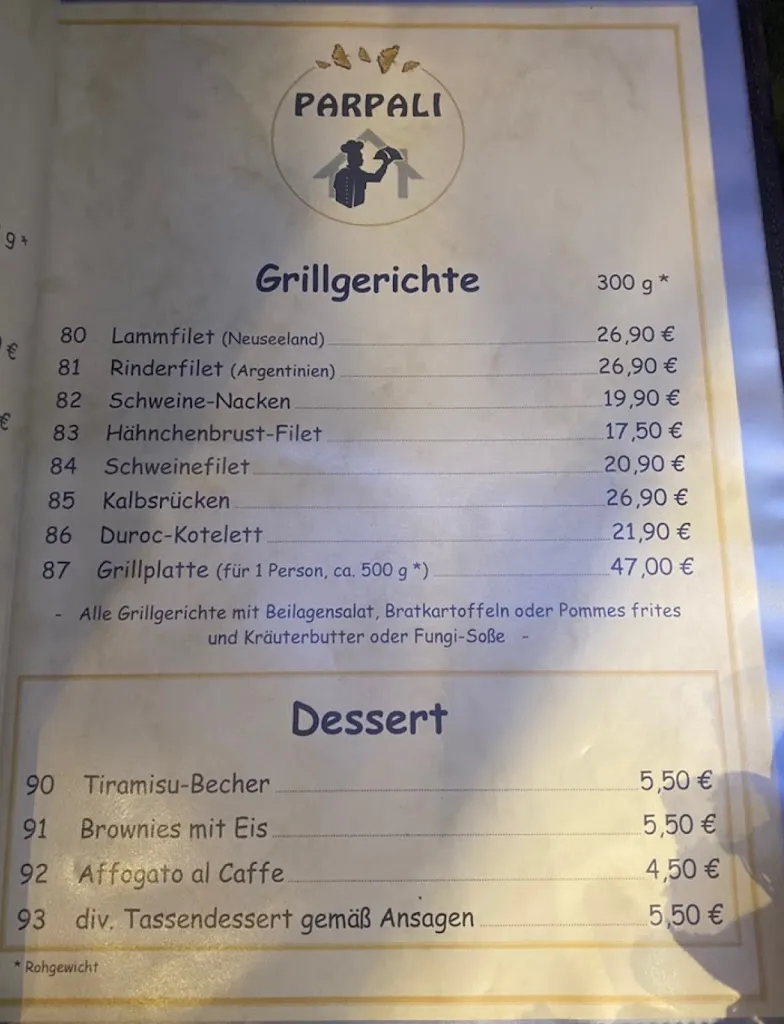 PARPALI
g *
€
€
Grillgerichte 300 g *
80 Lammfilet (Neuseeland) 26,90 €
81 Rinderfilet (Argentinien) 26,90 €
82 Schweine-Nacken 19,90 €
83 Hähnchenbrust-Filet 17,50 €
84 Schweinefilet 20,90 €
85 Kalbsrücken 26,90 €
86 Duroc-Kotelett 21,90 €
87 Grillplatte (für 1 Person, ca. 500 g *) 47,00 €
- Alle Grillgerichte mit Beilagensalat, Bratkartoffeln oder Pommes frites
und Kräuterbutter oder Fungi-Soße -
Dessert
90 Tiramisu-Becher 5,50 €
91 Brownies mit Eis 5,50 €
92 Affogato al Caffe 4,50 €
93 div. Tassendessert gemäß Ansagen 5,50 €
* Rohgewicht